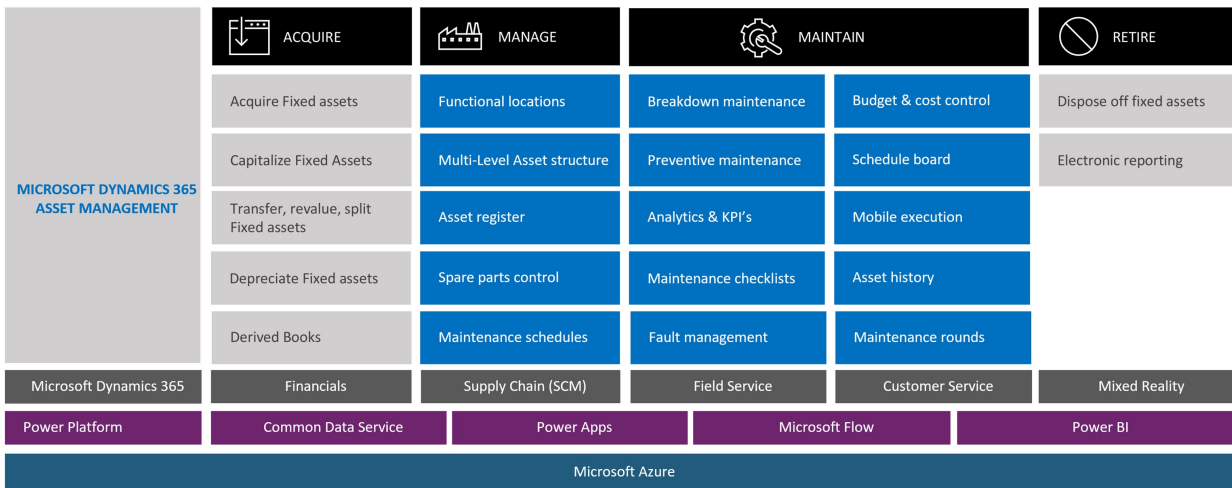 ACQUIRE
MANAGE
MAINTAIN
RETIRE
MICROSOFT DYNAMICS 365
ASSET MANAGEMENT
Acquire Fixed assets
Functional locations
Breakdown maintenance
Budget & cost control
Dispose off fixed assets
Capitalize Fixed Assets
Multi-Level Asset structure
Preventive maintenance
Schedule board
Electronic reporting
Transfer, revalue, split
Fixed assets
Asset register
Analytics & KPI's
Mobile execution
Depreciate Fixed assets
Spare parts control
Maintenance checklists
Asset history
Derived Books
Maintenance schedules
Fault management
Maintenance rounds
Microsoft Dynamics 365
Financials
Supply Chain (SCM)
Field Service
Customer Service
Mixed Reality
Power Platform
Common Data Service
Power Apps
Microsoft Flow
Power BI
Microsoft Azure